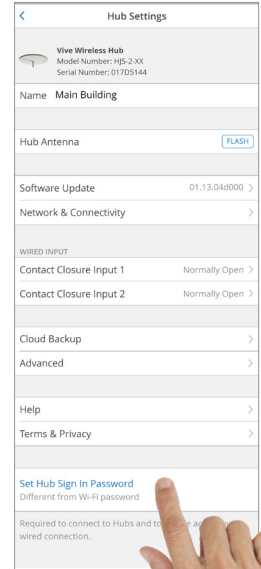 Hub Settings
Vive Wireless Hub
Model Number: HJS-2-XX
Serial Number: 017D5144
Name Main Building
Hub Antenna FLASH
Software Update 01.13.04d000
Network & Connectivity
WIRED INPUT
Contact Closure Input 1 Normally Open
Contact Closure Input 2 Normally Open
Cloud Backup
Advanced
Help
Terms & Privacy
Set Hub Sign In Password
Different from Wi-Fi password
Required to connect to Hubs and to
wired connection.